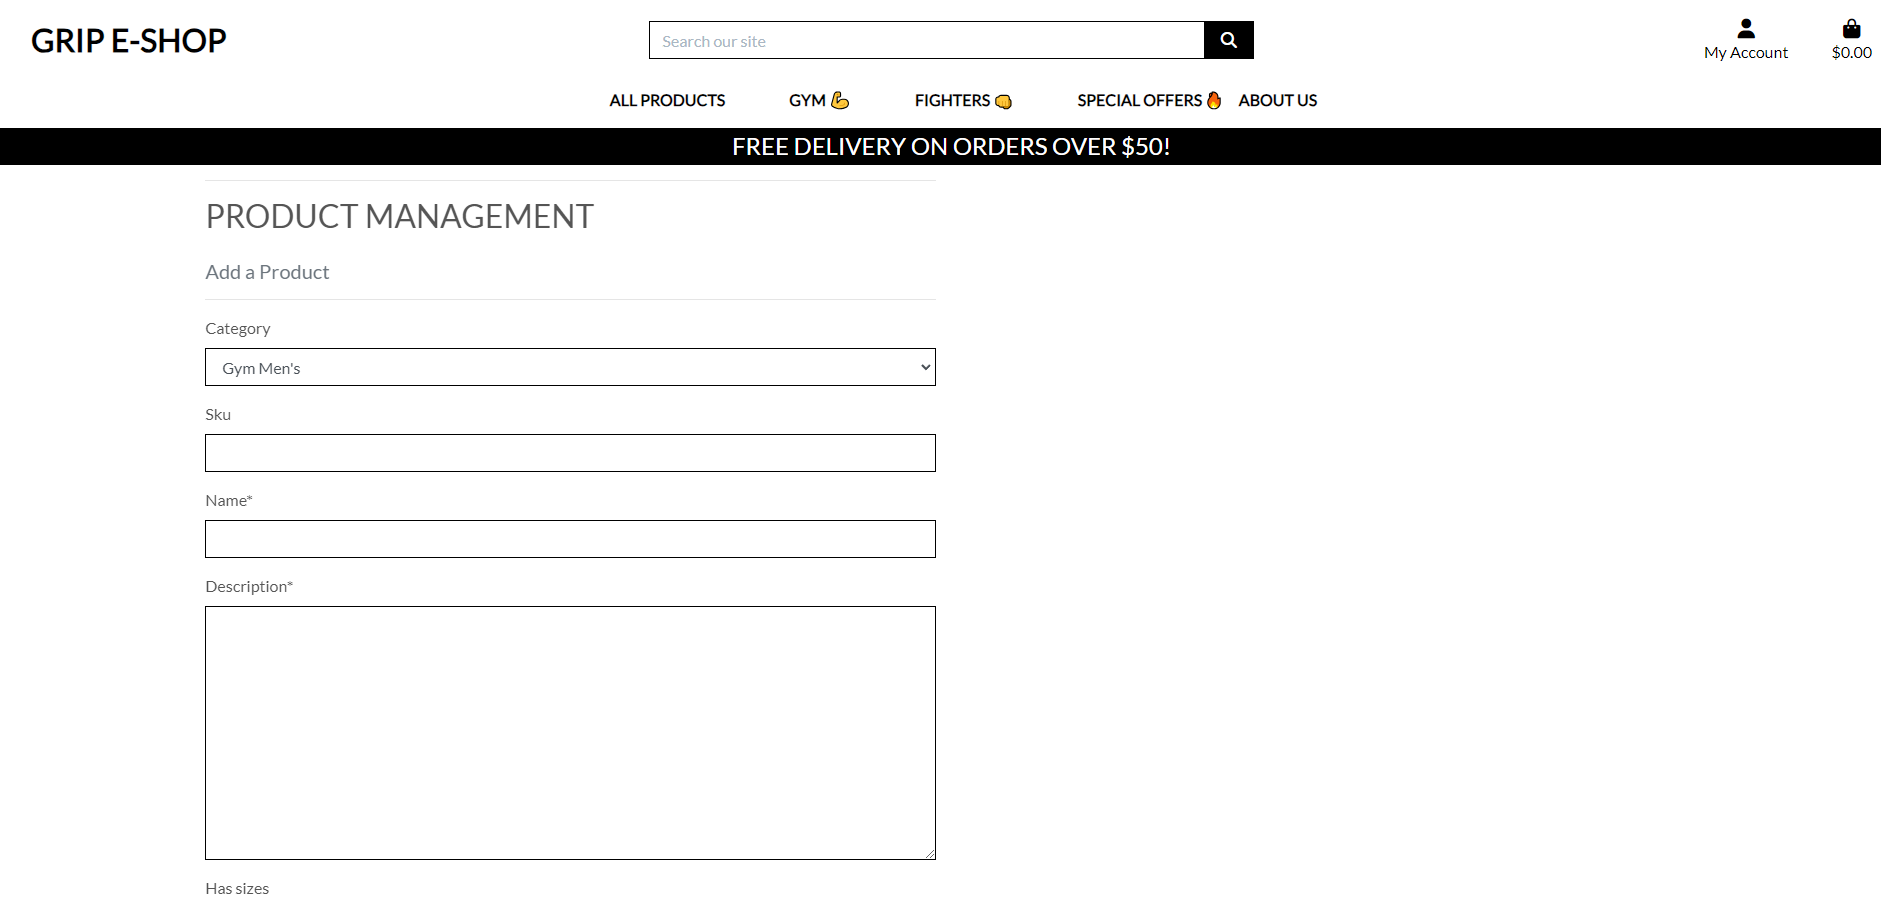 GRIP E-SHOP
Search our site
My Account
$0.00
ALL PRODUCTS
GYM 💪
FIGHTERS 👊
SPECIAL OFFERS 🔥
ABOUT US
FREE DELIVERY ON ORDERS OVER $50!
PRODUCT MANAGEMENT
Add a Product
Category
Gym Men's
Sku
Name*
Description*
Has sizes